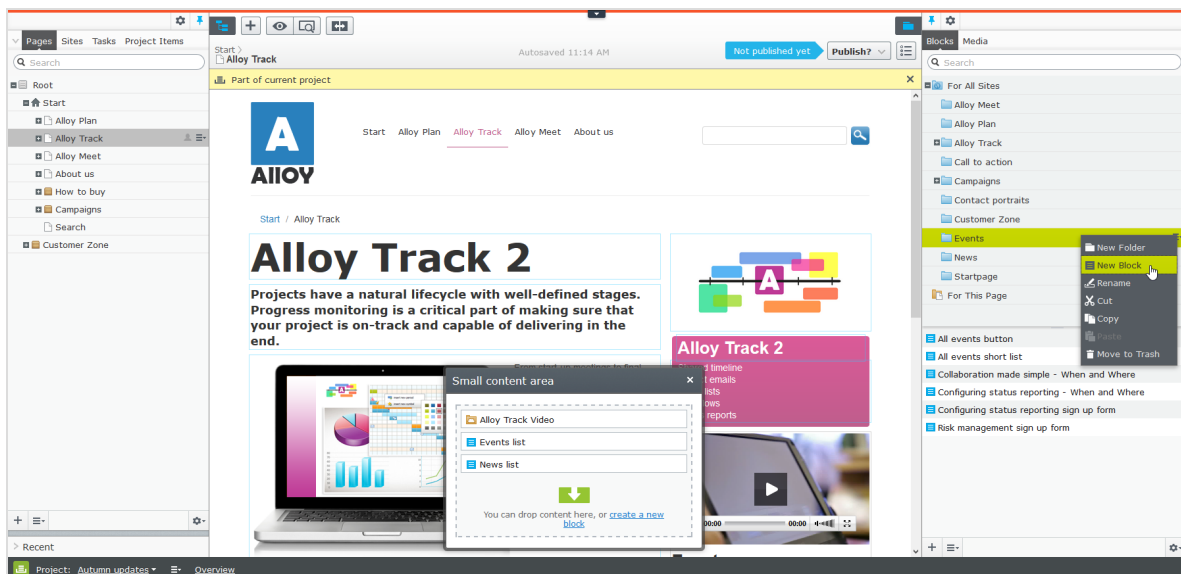 Pages Sites Tasks Project Items
Search
Root
Start
Alloy Plan
Alloy Track
Alloy Meet
About us
How to buy
Campaigns
Search
Customer Zone
Recent
Start >
Alloy Track
Autosaved 11:14 AM
Not published yet
Publish?
Part of current project
A
Alloy
Start Alloy Plan Alloy Track Alloy Meet About us
Start / Alloy Track
Alloy Track 2
Projects have a natural lifecycle with well-defined stages.
Progress monitoring is a critical part of making sure that
your project is on-track and capable of delivering in the
end.
A
Alloy Track 2
timeline
emails
lists
reports
00:00 00:00
Small content area
Alloy Track Video
Events list
News list
You can drop content here, or create a new
block
Blocks Media
Search
For All Sites
Alloy Meet
Alloy Plan
Alloy Track
Call to action
Campaigns
Contact portraits
Customer Zone
Events
News
Startpage
For This Page
New Folder
New Block
Rename
Cut
Copy
Paste
Move to Trash
All events button
All events short list
Collaboration made simple - When and Where
Configuring status reporting - When and Where
Configuring status reporting sign up form
Risk management sign up form
Project: Autumn updates Overview